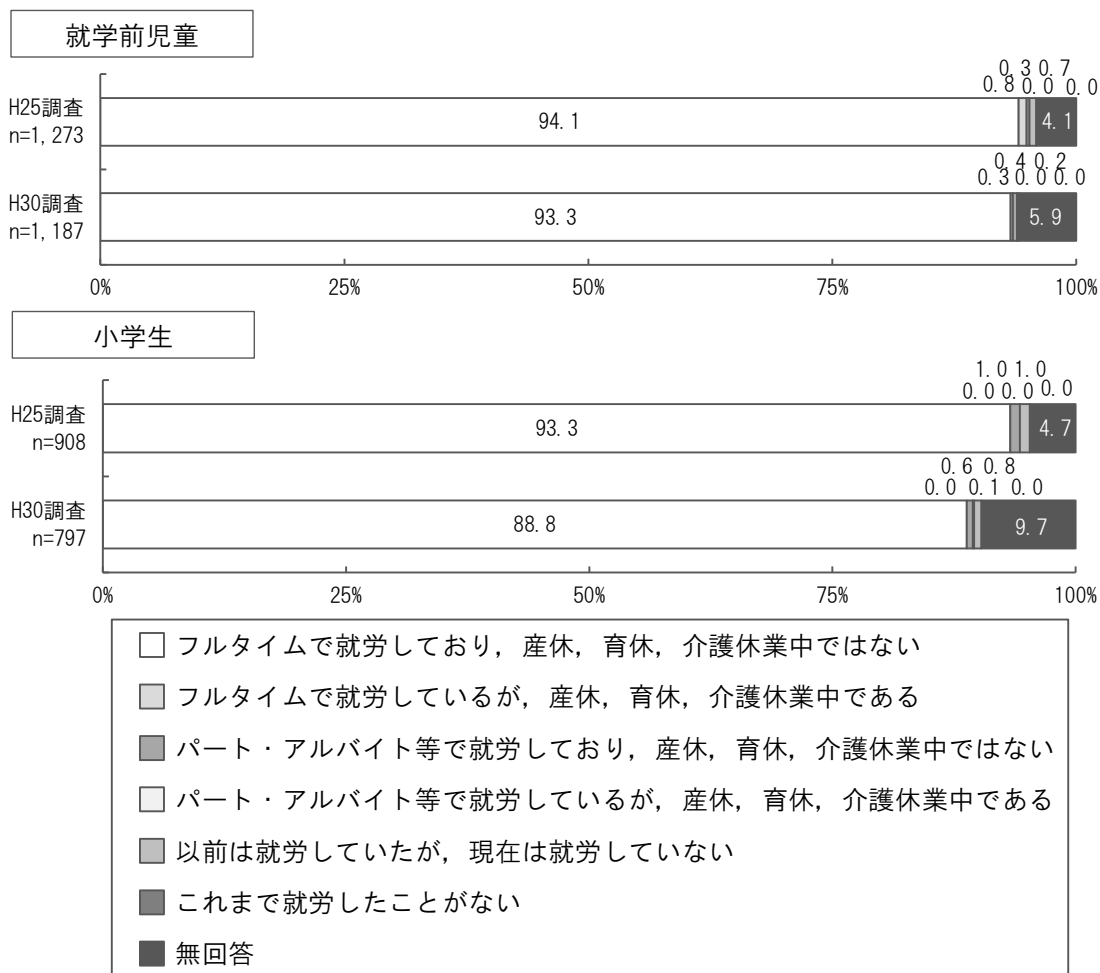 就学前児童
0.3 0.7
0.8 0.0 0.0
H25調査
n=1,273
94.1
4.1
0.4 0.2
0.3 0.0 0.0
H30調査
n=1,187
93.3
5.9
0% 25% 50% 75% 100%
小学生
1.0 1.0
0.0 0.0 0.0
H25調査
n=908
93.3
4.7
0.6 0.8
0.0 0.1 0.0
H30調査
n=797
88.8
9.7
0% 25% 50% 75% 100%
フルタイムで就労しており，産休，育休，介護休業中ではない
フルタイムで就労しているが，産休，育休，介護休業中である
パート・アルバイト等で就労しており，産休，育休，介護休業中ではない
パート・アルバイト等で就労しているが，産休，育休，介護休業中である
以前は就労していたが，現在は就労していない
これまで就労したことがない
無回答